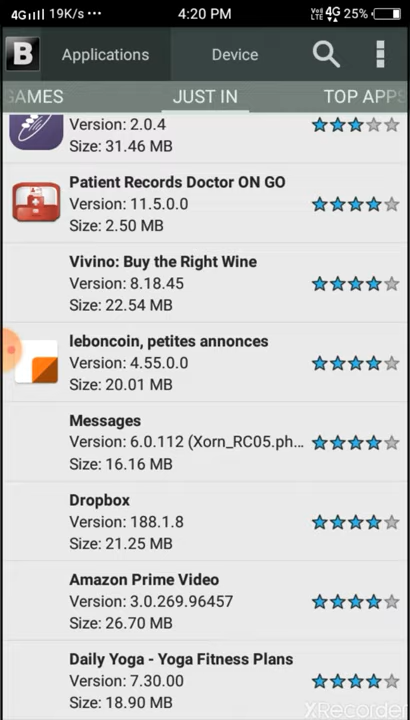 4G 19K/s ••• 4:20 PM VoD LTE 4G 25%
B Applications Device
GAMES JUST IN TOP APPS
Version: 2.0.4
Size: 31.46 MB
Patient Records Doctor ON GO
Version: 11.5.0.0
Size: 2.50 MB
Vivino: Buy the Right Wine
Version: 8.18.45
Size: 22.54 MB
leboncoin, petites annonces
Version: 4.55.0.0
Size: 20.01 MB
Messages
Version: 6.0.112 (Xorn_RC05.ph...
Size: 16.16 MB
Dropbox
Version: 188.1.8
Size: 21.25 MB
Amazon Prime Video
Version: 3.0.269.96457
Size: 26.70 MB
Daily Yoga - Yoga Fitness Plans
Version: 7.30.00
Size: 18.90 MB
XRecorder